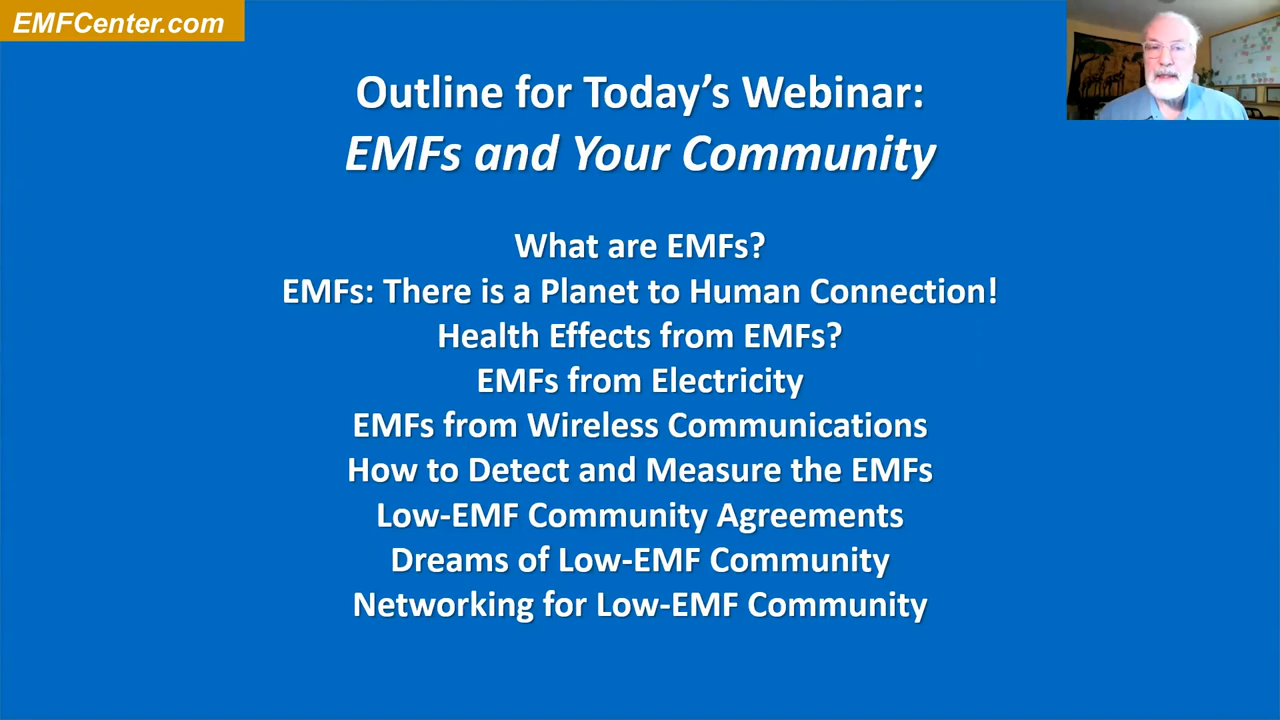 EMFCenter.com
Outline for Today's Webinar:
EMFs and Your Community
What are EMFs?
EMFs: There is a Planet to Human Connection!
Health Effects from EMFs?
EMFs from Electricity
EMFs from Wireless Communications
How to Detect and Measure the EMFs
Low-EMF Community Agreements
Dreams of Low-EMF Community
Networking for Low-EMF Community